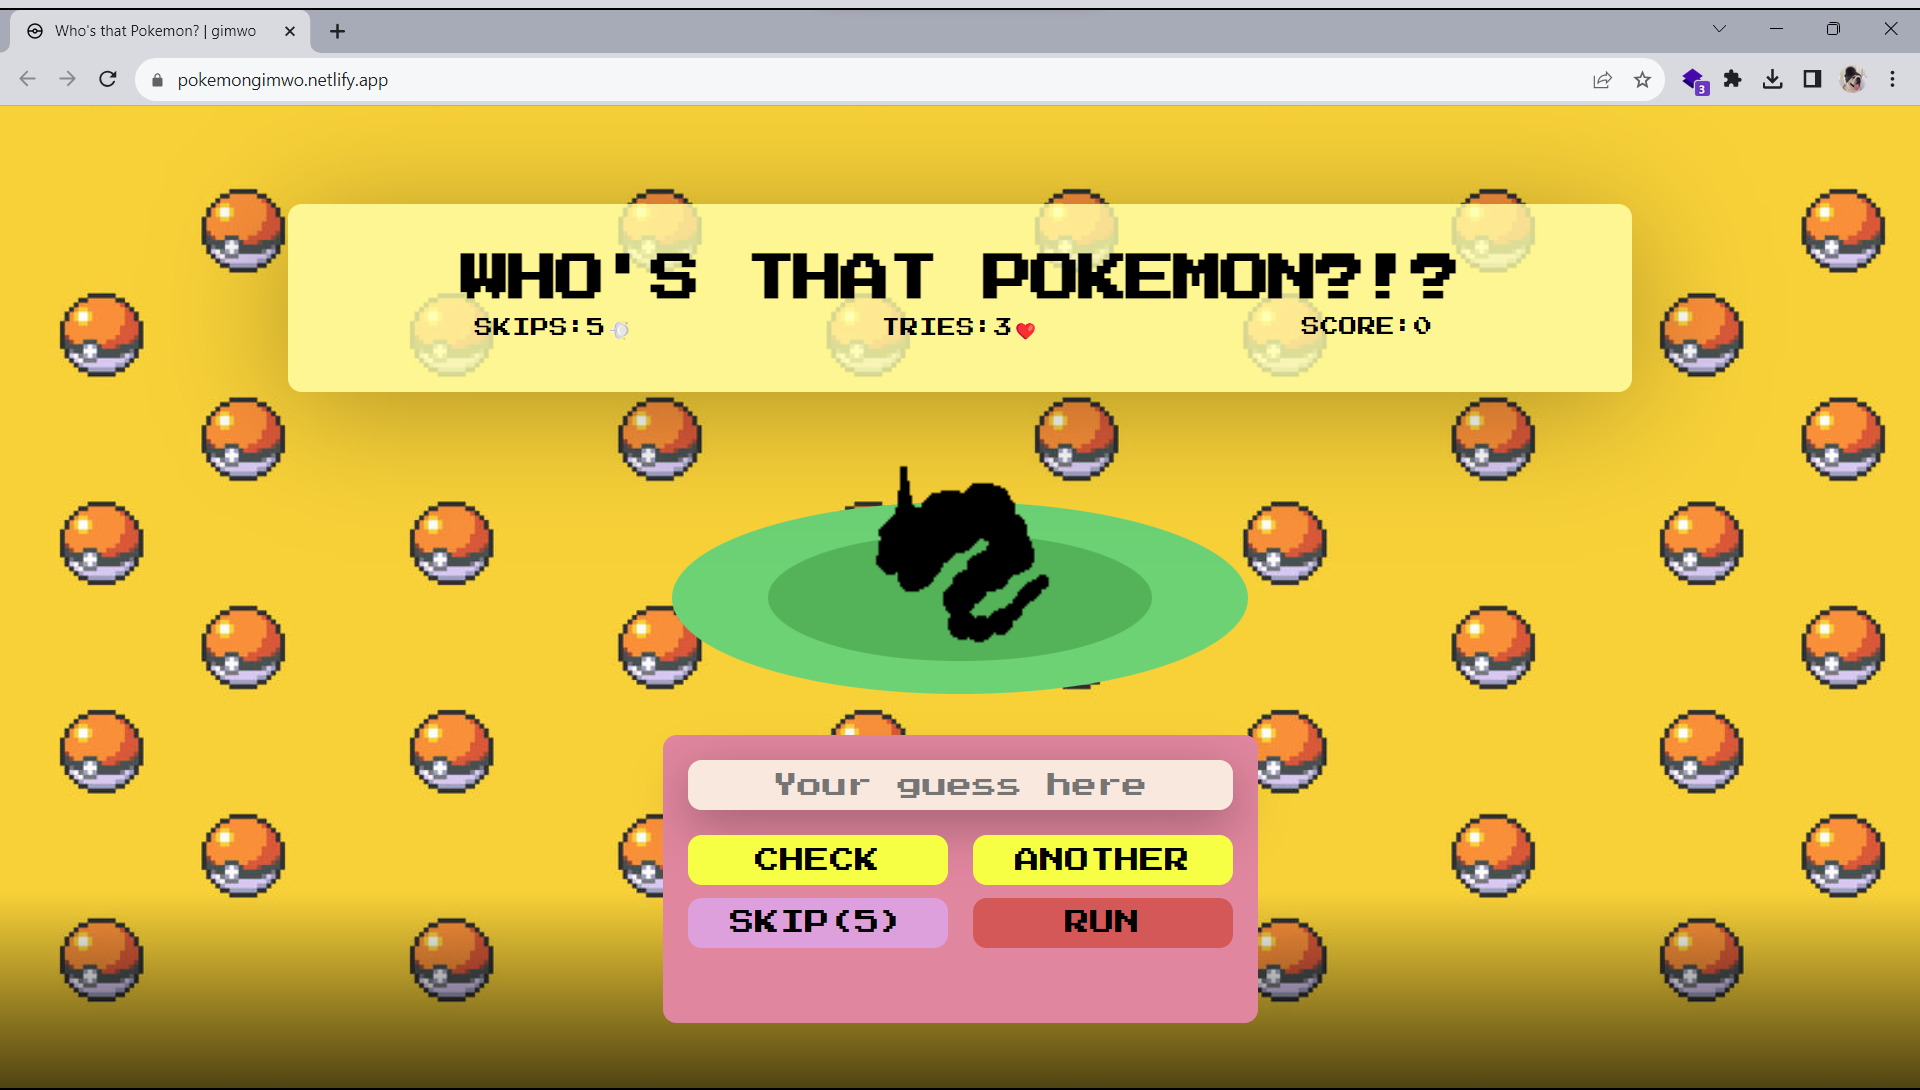 Who's that Pokemon? | gimwo
pokemongimwo.netlify.app
3
WHO'S THAT POKEMON?!?
SKIPS:5 TRIES:3 SCORE:0
Your guess here
CHECK ANOTHER
SKIP(5) RUN